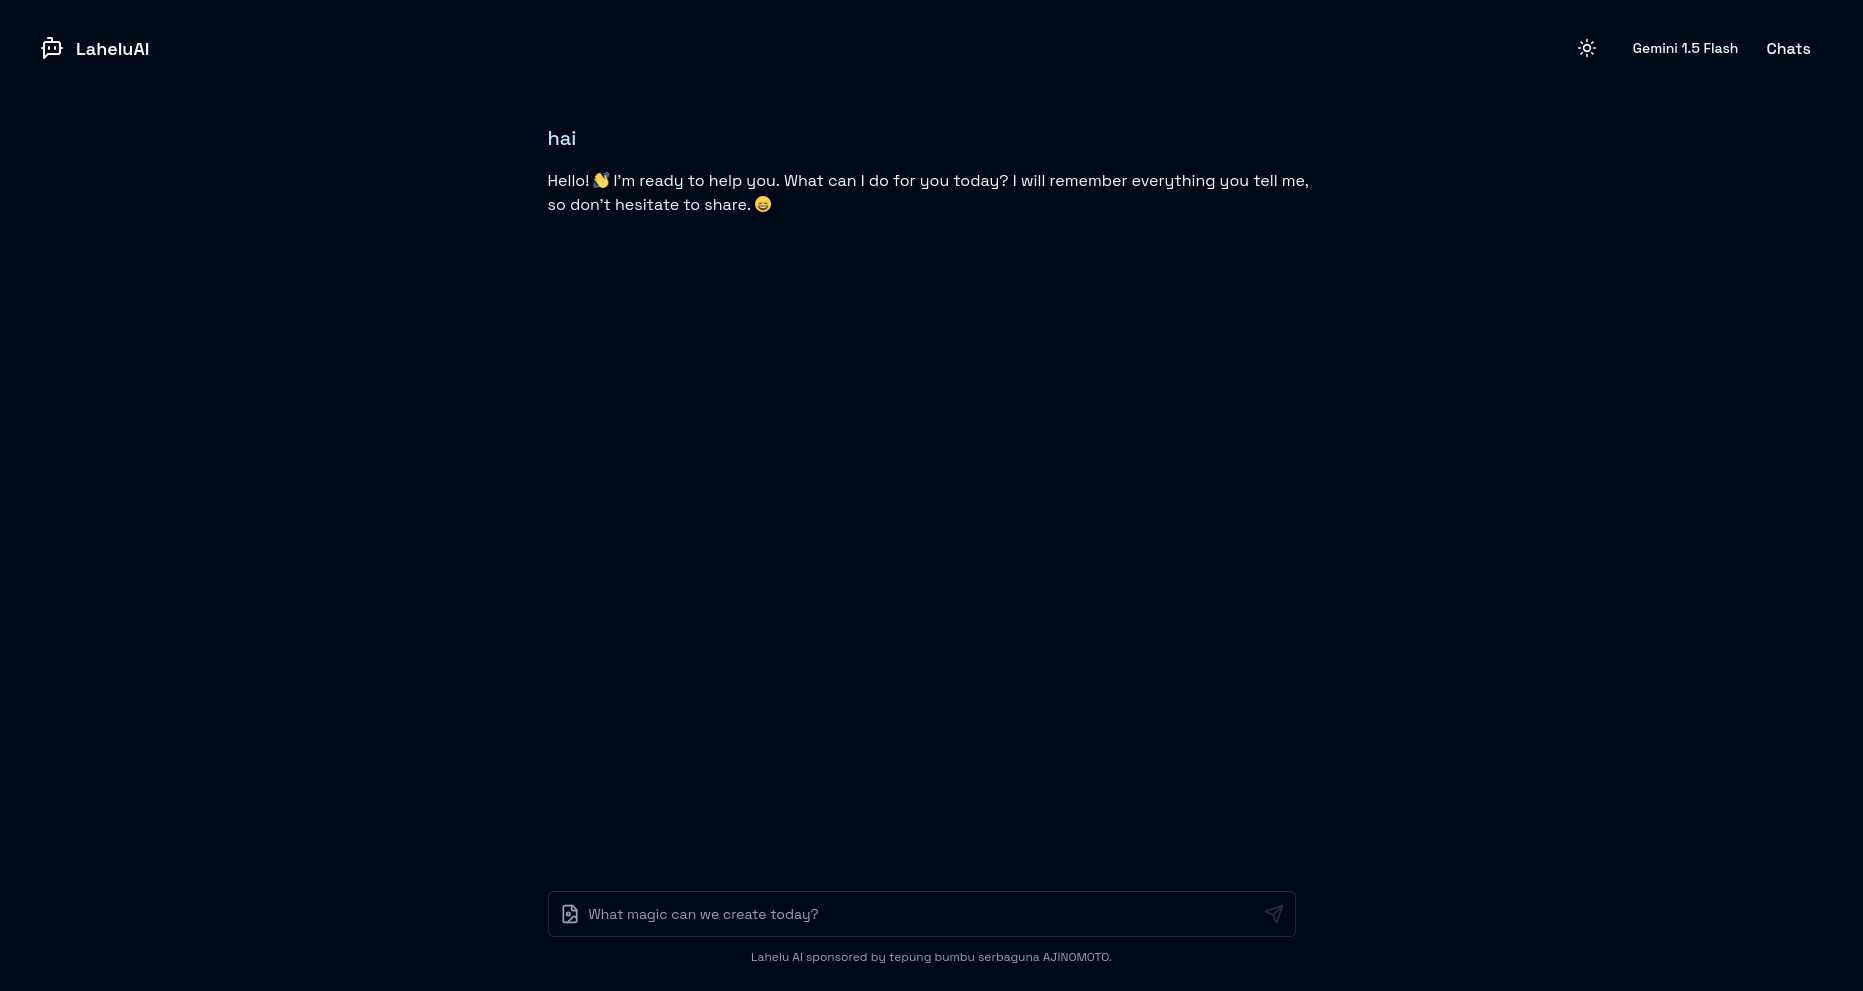 LaheluAI
Gemini 1.5 Flash
Chats
hai
Hello! 👋 I'm ready to help you. What can I do for you today? I will remember everything you tell me,
so don't hesitate to share. 😄
What magic can we create today?
Lahelu AI sponsored by tepung bumbu serbaguna AJINOMOTO.